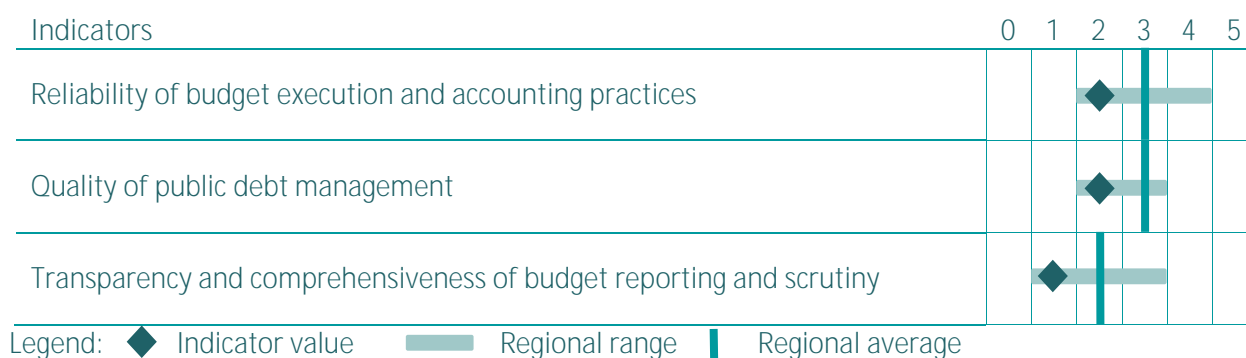 Indicators 0 1 2 3 4 5
Reliability of budget execution and accounting practices
Quality of public debt management
Transparency and comprehensiveness of budget reporting and scrutiny
Legend: Indicator value Regional range Regional average